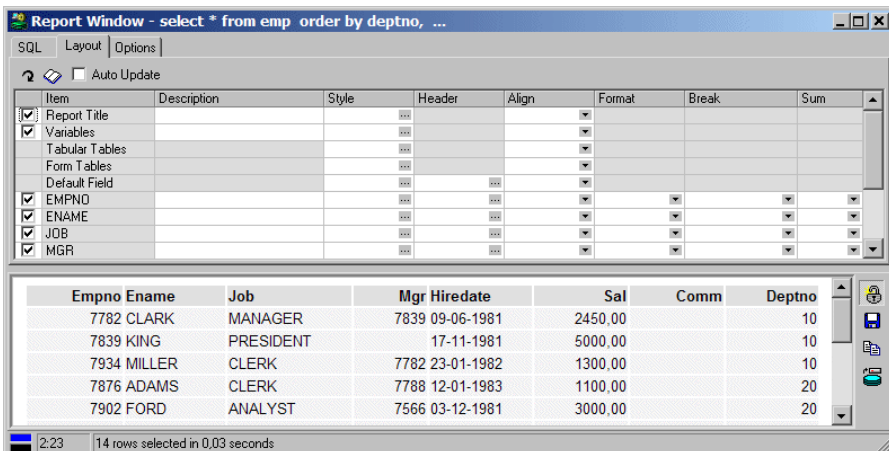 Report Window - select * from emp order by deptno, ...
SQL Layout Options
Auto Update
Item Description Style Header Align Format Break Sum
Report Title
Variables
Tabular Tables
Form Tables
Default Field
EMPNO
ENAME
JOB
MGR
Empno Ename Job Mgr Hiredate Sal Comm Deptno
7782 CLARK MANAGER 7839 09-06-1981 2450,00 10
7839 KING PRESIDENT 17-11-1981 5000,00 10
7934 MILLER CLERK 7782 23-01-1982 1300,00 10
7876 ADAMS CLERK 7788 12-01-1983 1100,00 20
7902 FORD ANALYST 7566 03-12-1981 3000,00 20
2:23 14 rows selected in 0,03 seconds